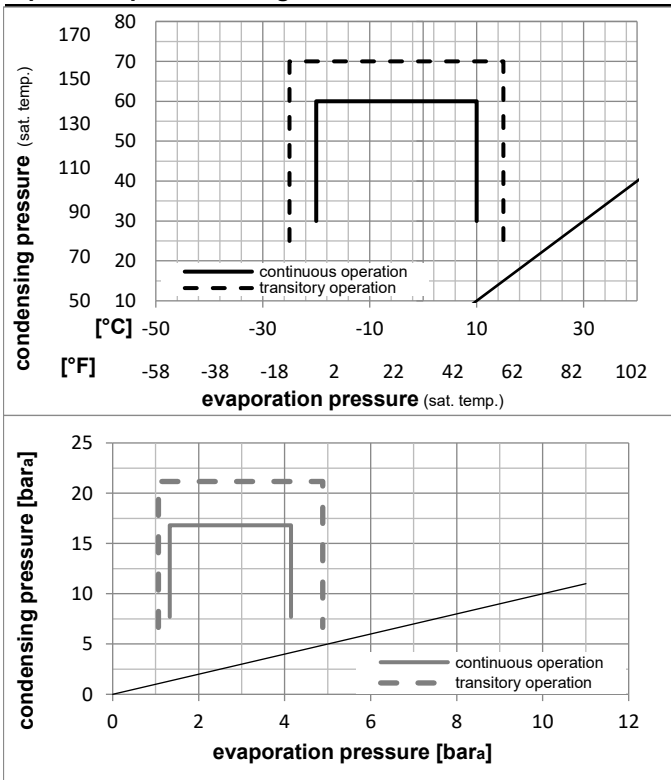 170 80
70
150
60
130
50
110
40
90
30
70
20
50 10
condensing pressure (sat. temp.)
continuous operation
transitory operation
[°C] -50 -30 -10 10 30
[°F] -58 -38 -18 2 22 42 62 82 102
evaporation pressure (sat. temp.)
25
20
15
10
5
0
condensing pressure [bara]
continuous operation
transitory operation
0 2 4 6 8 10 12
evaporation pressure [bara]